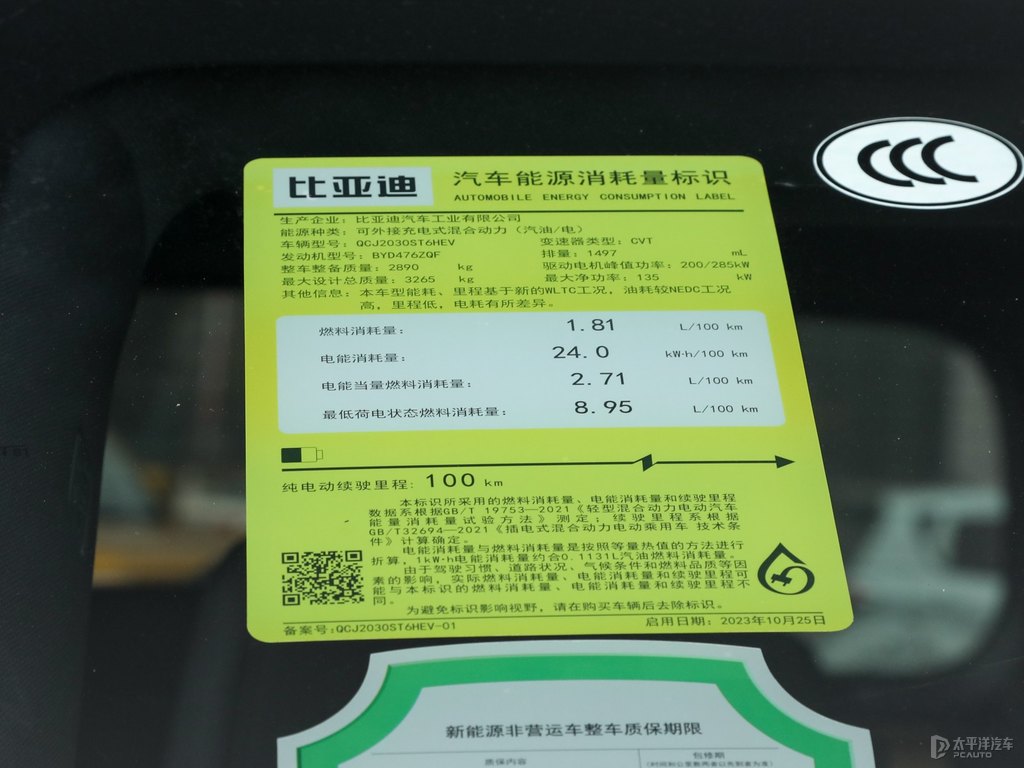 比亚迪 汽车能源消耗量标识
AUTOMOBILE ENERGY CONSUMPTION LABEL
生产企业：比亚迪汽车工业有限公司
能源种类：可外接充电式混合动力（汽油/电）
车辆型号：QCJ2030ST6HEV 变速器类型：CVT
发动机型号：BYD476ZQF 排量：1497 mL
整车整备质量：2890 kg 驱动电机峰值功率：200/285kW
最大设计总质量：3265 kg 最大净功率：135 kW
其他信息：本车型能耗、里程基于新的WLTC工况，油耗较NEDC工况
高，里程低，电耗有所差异。
燃料消耗量： 1.81 L/100 km
电能消耗量： 24.0 kW·h/100 km
电能当量燃料消耗量： 2.71 L/100 km
最低荷电状态燃料消耗量： 8.95 L/100 km
纯电动续驶里程：100 km
本标识所采用的燃料消耗量、电能消耗量和续驶里程
数据系根据GB/T 19753—2021《轻型混合动力电动汽车
能量消耗量试验方法》测定；续驶里程系根据
GB/T32694—2021《插电式混合动力电动乘用车 技术条
件》计算确定。
电能消耗量与燃料消耗量是按照等量热值的方法进行
折算，1kW·h电能消耗量约合0.1131L汽油燃料消耗量。
由于驾驶习惯、道路状况、气候条件和燃料品质等因
素的影响，实际燃料消耗量、电能消耗量和续驶里程可
能与本标识的燃料消耗量、电能消耗量和续驶里程不
同。
为避免标识影响视野，请在购买车辆后去除标识。
备案号：QCJ2030ST6HEV-01 启用日期：2023年10月25日
CCC
新能源非营运车整车质保期限
质保内容 包修期
（时间和公里数两者以先到者为准）
太平洋汽车
PCAUTO